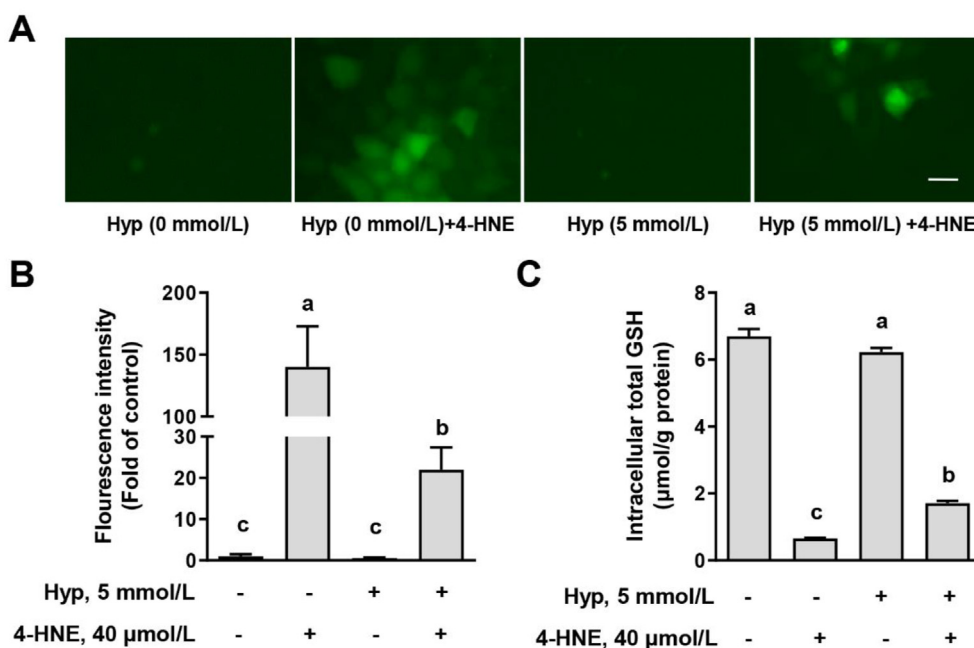 A
Hyp (0 mmol/L) Hyp (0 mmol/L)+4-HNE Hyp (5 mmol/L) Hyp (5 mmol/L) +4-HNE
B
Flourescence intensity
(Fold of control)
200
150
100
30
20
10
0
c a c b
Hyp, 5 mmol/L - - + +
4-HNE, 40 µmol/L - + - +
C
Intracellular total GSH
(µmol/g protein)
8
6
4
2
0
a c a b
Hyp, 5 mmol/L - - + +
4-HNE, 40 µmol/L - + - +